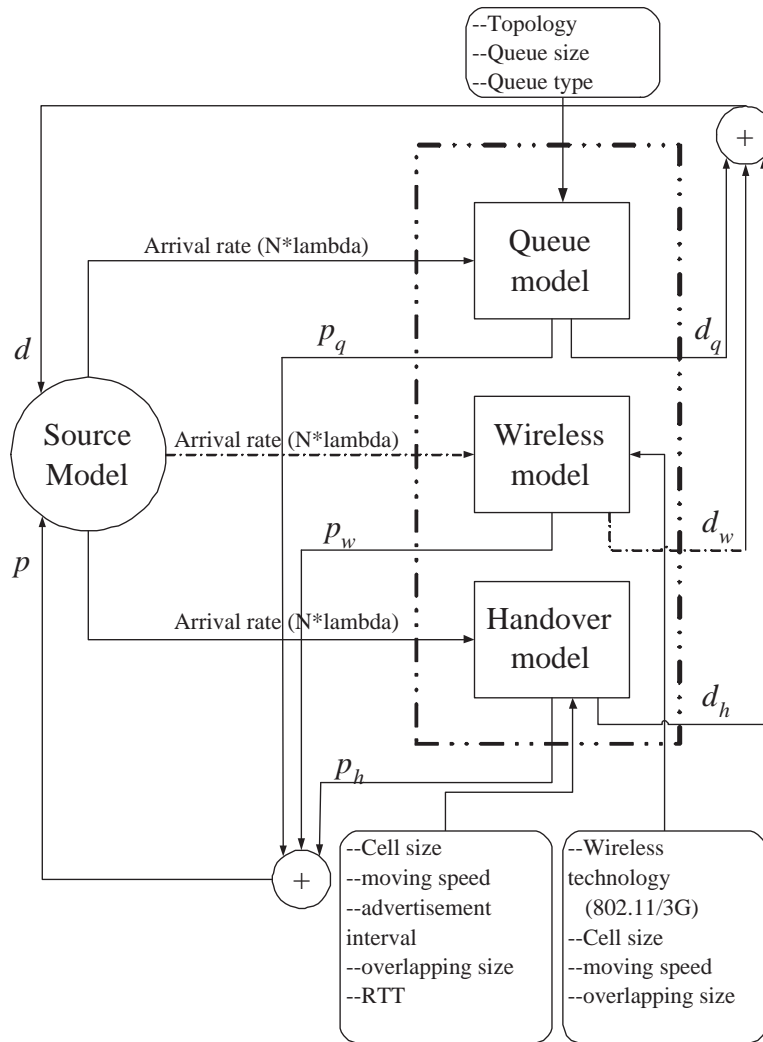 --Topology
--Queue size
--Queue type
+
Arrival rate (N*lambda)
Queue
model
d
p_q
d_q
Source
Model
Arrival rate (N*lambda)
Wireless
model
p_w
d_w
p
Arrival rate (N*lambda)
Handover
model
d_h
p_h
+
--Cell size
--moving speed
--advertisement
interval
--overlapping size
--RTT
--Wireless
technology
(802.11/3G)
--Cell size
--moving speed
--overlapping size